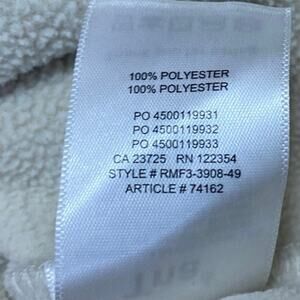 100% POLYESTER
100% POLYESTER
PO 4500119931
PO 4500119932
PO 4500119933
CA 23725 RN 122354
STYLE # RMF3-3908-49
ARTICLE # 74162